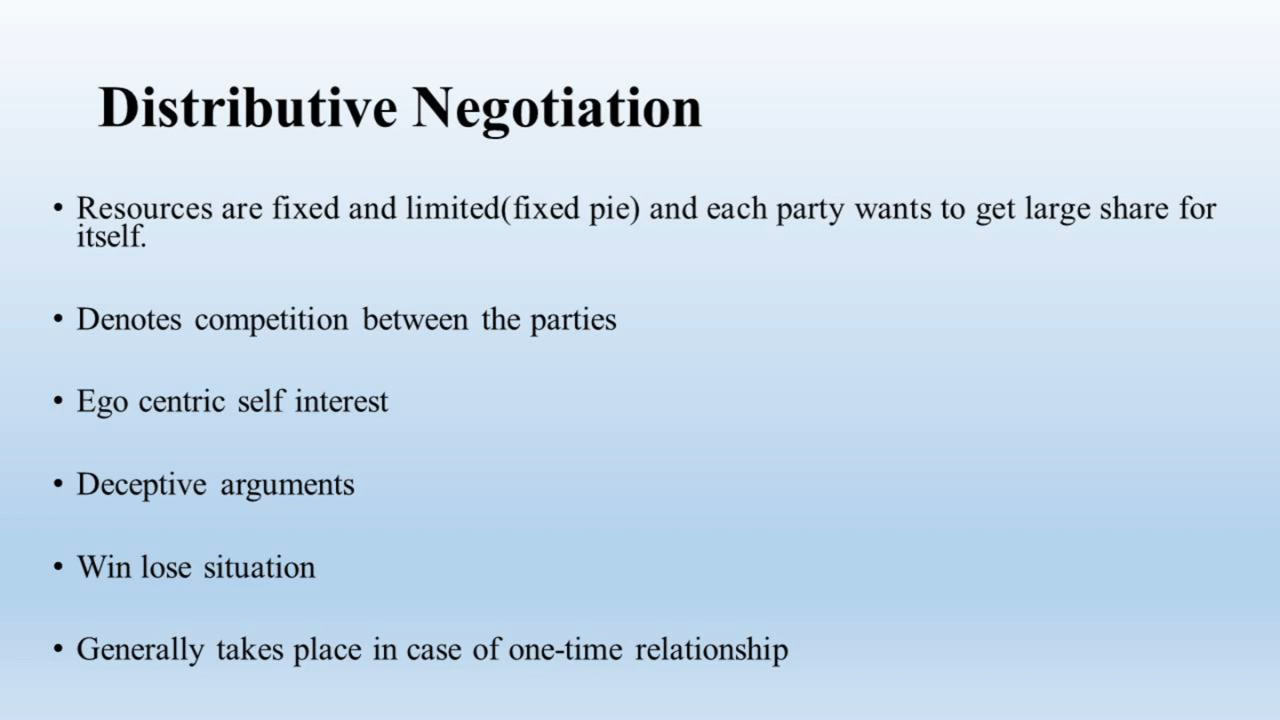 Distributive Negotiation
• Resources are fixed and limited(fixed pie) and each party wants to get large share for
itself.
• Denotes competition between the parties
• Ego centric self interest
• Deceptive arguments
• Win lose situation
• Generally takes place in case of one-time relationship